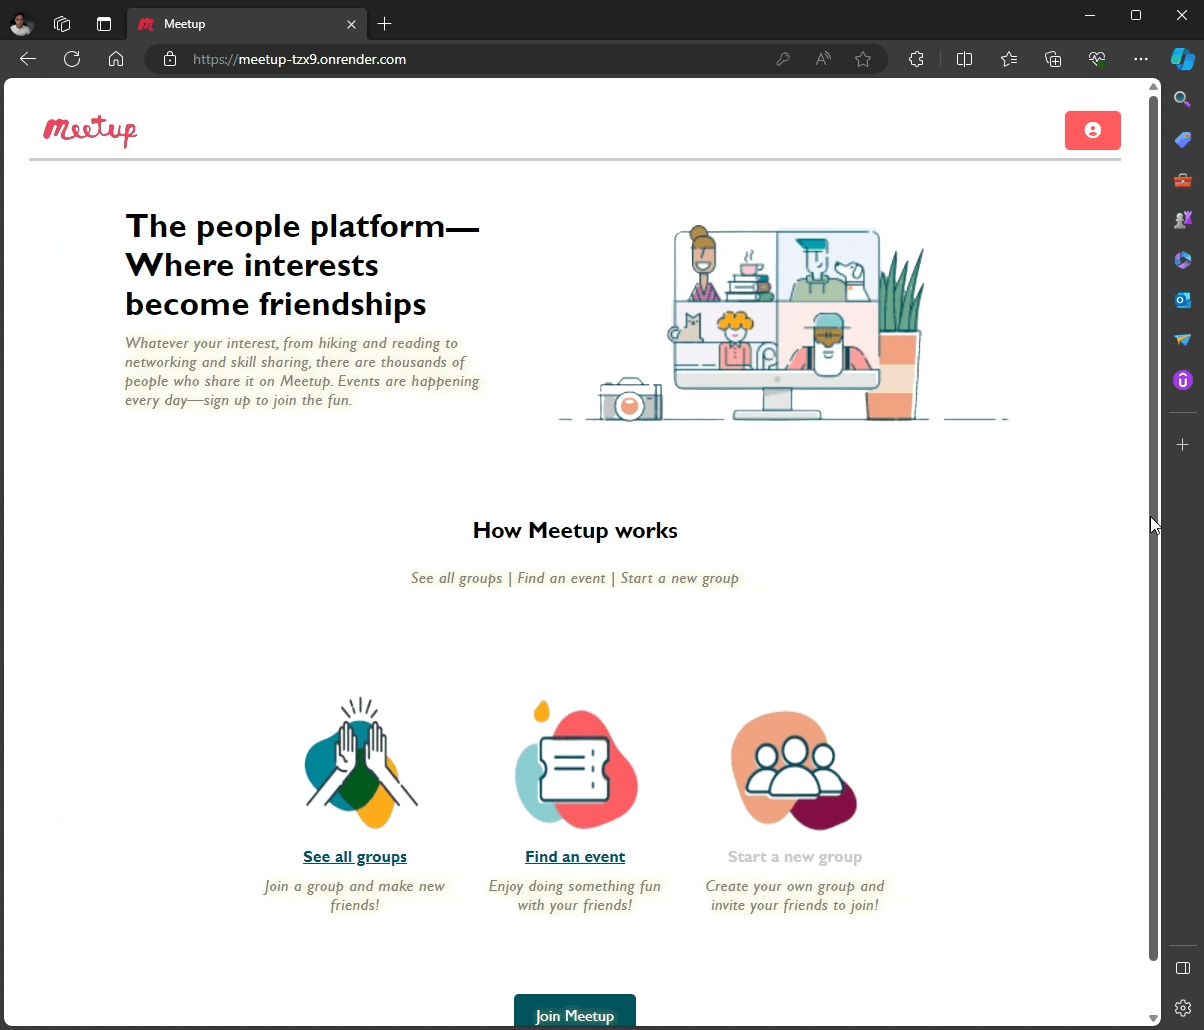 Meetup
https://meetup-tzx9.onrender.com
Meetup
The people platform—
Where interests
become friendships
Whatever your interest, from hiking and reading to
networking and skill sharing, there are thousands of
people who share it on Meetup. Events are happening
every day—sign up to join the fun.
How Meetup works
See all groups | Find an event | Start a new group
See all groups
Join a group and make new
friends!
Find an event
Enjoy doing something fun
with your friends!
Start a new group
Create your own group and
invite your friends to join!
Join Meetup